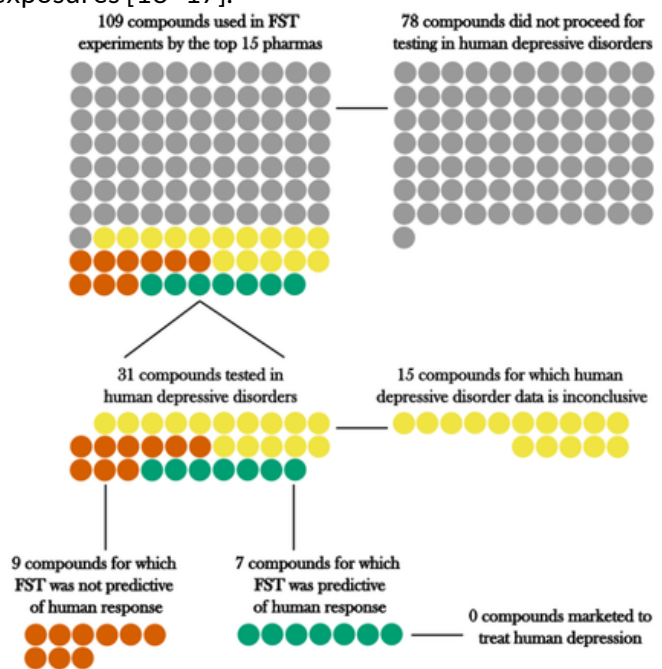 exposures [16–17].
109 compounds used in FST
experiments by the top 15 pharmas
78 compounds did not proceed for
testing in human depressive disorders
31 compounds tested in
human depressive disorders
15 compounds for which human
depressive disorder data is inconclusive
9 compounds for which
FST was not predictive
of human response
7 compounds for which
FST was predictive
of human response
0 compounds marketed to
treat human depression